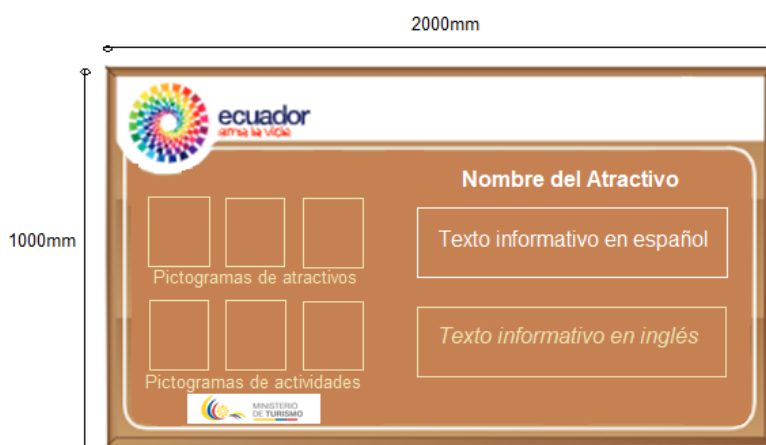 2000mm
ecuador
ama la vida
Nombre del Atractivo
1000mm
Texto informativo en español
Pictogramas de atractivos
Texto informativo en inglés
Pictogramas de actividades
MINISTERIO
DE TURISMO